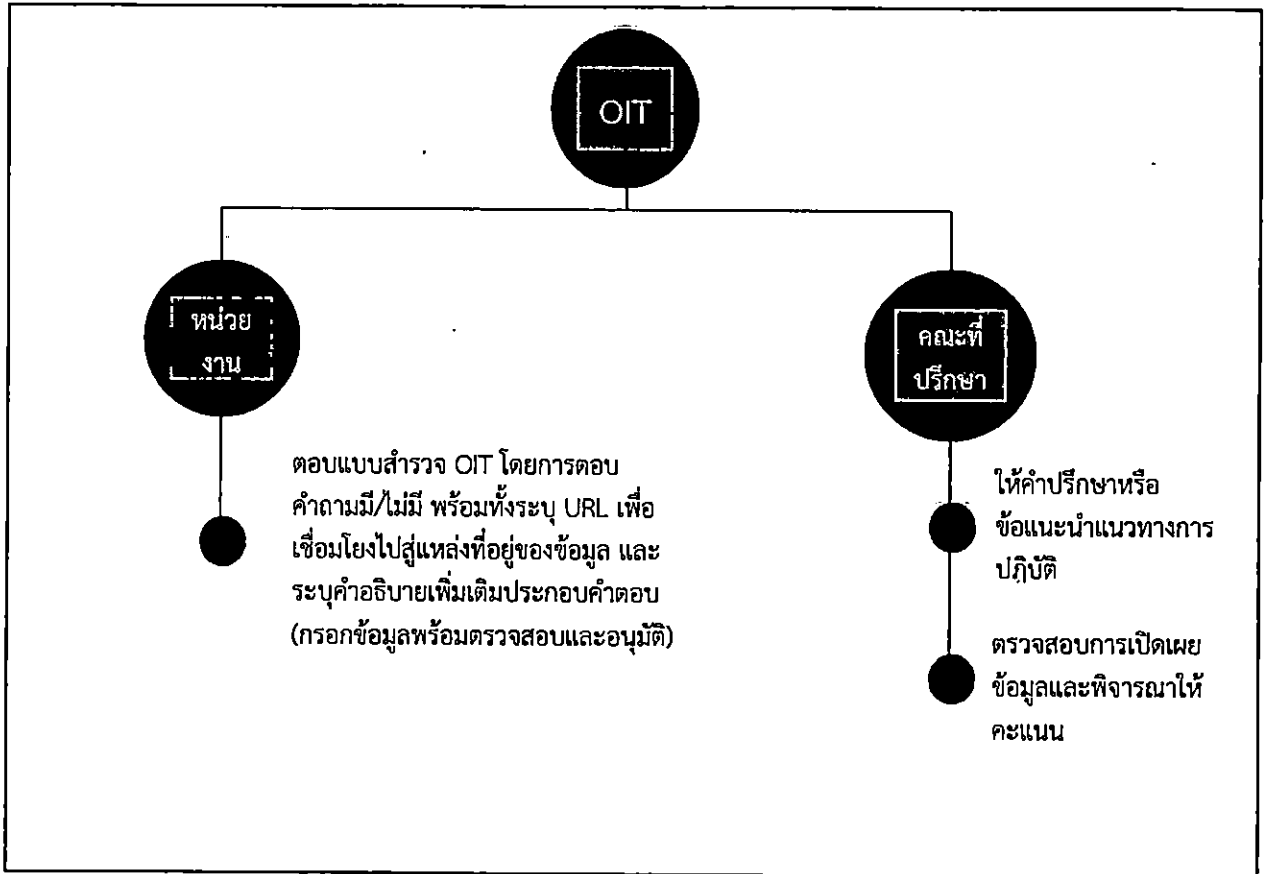 OIT
หน่วย
งาน
คณะที่
ปรึกษา
ตอบแบบสำรวจ OIT โดยการตอบ
คำถามมี/ไม่มี พร้อมทั้งระบุ URL เพื่อ
เชื่อมโยงไปสู่แหล่งที่อยู่ของข้อมูล และ
ระบุคำอธิบายเพิ่มเติมประกอบคำตอบ
(กรอกข้อมูลพร้อมตรวจสอบและอนุมัติ)
ให้คำปรึกษาหรือ
ข้อแนะนำแนวทางการ
ปฏิบัติ
ตรวจสอบการเปิดเผย
ข้อมูลและพิจารณาให้
คะแนน